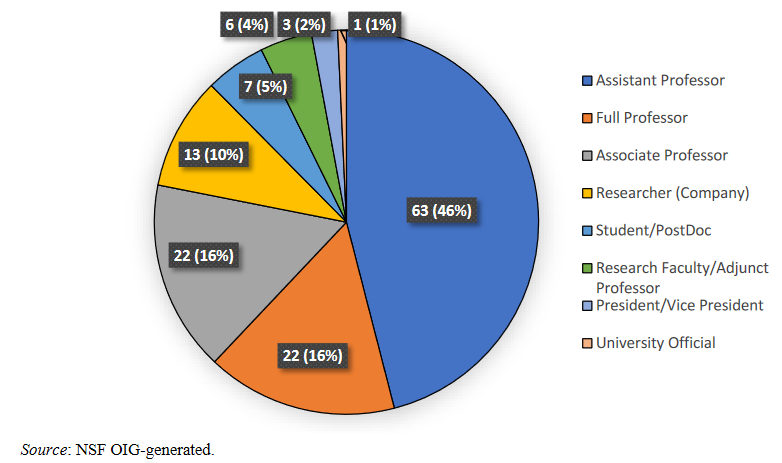 6 (4%)
3 (2%)
1 (1%)
7 (5%)
13 (10%)
63 (46%)
22 (16%)
22 (16%)
Assistant Professor
Full Professor
Associate Professor
Researcher (Company)
Student/PostDoc
Research Faculty/Adjunct
Professor
President/Vice President
University Official
Source: NSF OIG-generated.